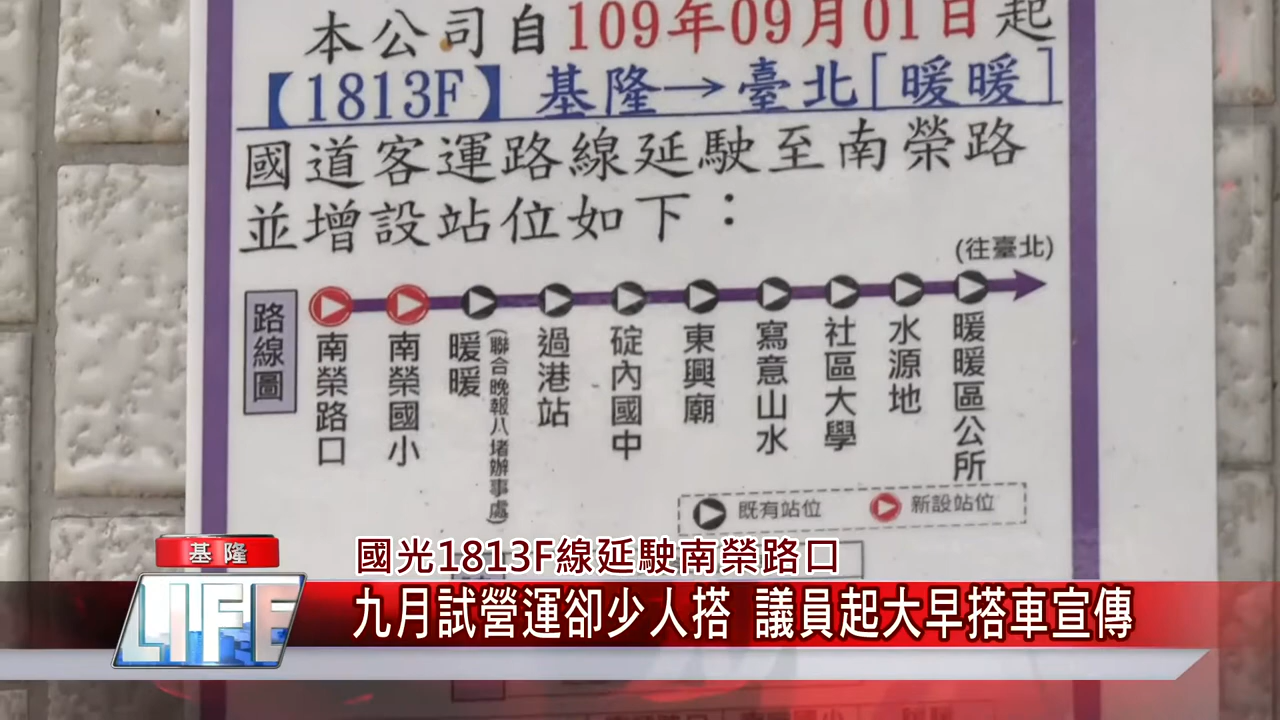 本公司自109年09月01日起
【1813F】基隆→臺北[暖暖]
國道客運路線延駛至南榮路
並增設站位如下：
(往臺北)
路線圖
南榮路口
南榮國小
暖暖
(聯合晚報八堵辦事處)
過港站
碇內國中
東興廟
寫意山水
社區大學
水源地
暖暖區公所
既有站位
新設站位
基隆
LIFE
國光1813F線延駛南榮路口
九月試營運卻少人搭 議員起大早搭車宣傳